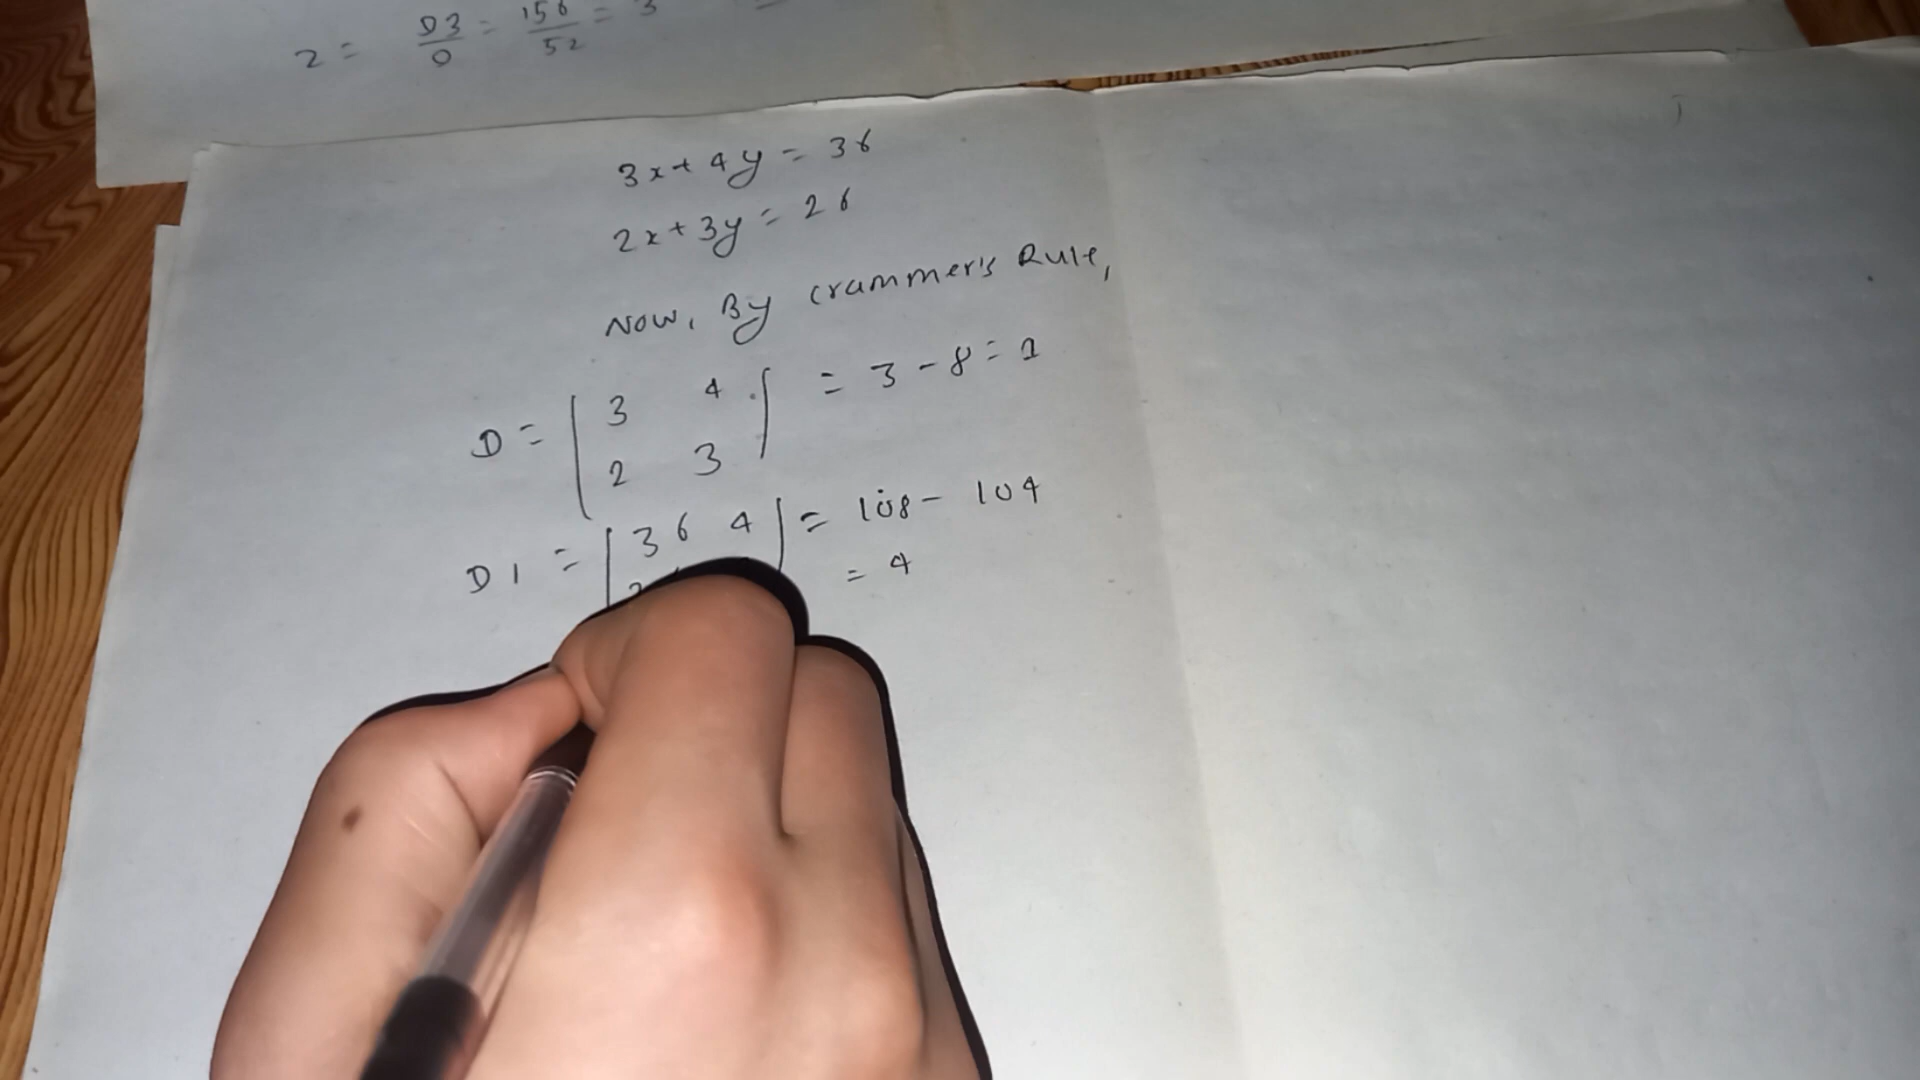 z = D3/D = 156/52 = 3
3x + 4y = 36
2x + 3y = 26
Now, By crammer's Rule,
D = | 3 4 | = 3 - 8 = 1
2 3
D1 = | 36 4 | = 108 - 104
= 4